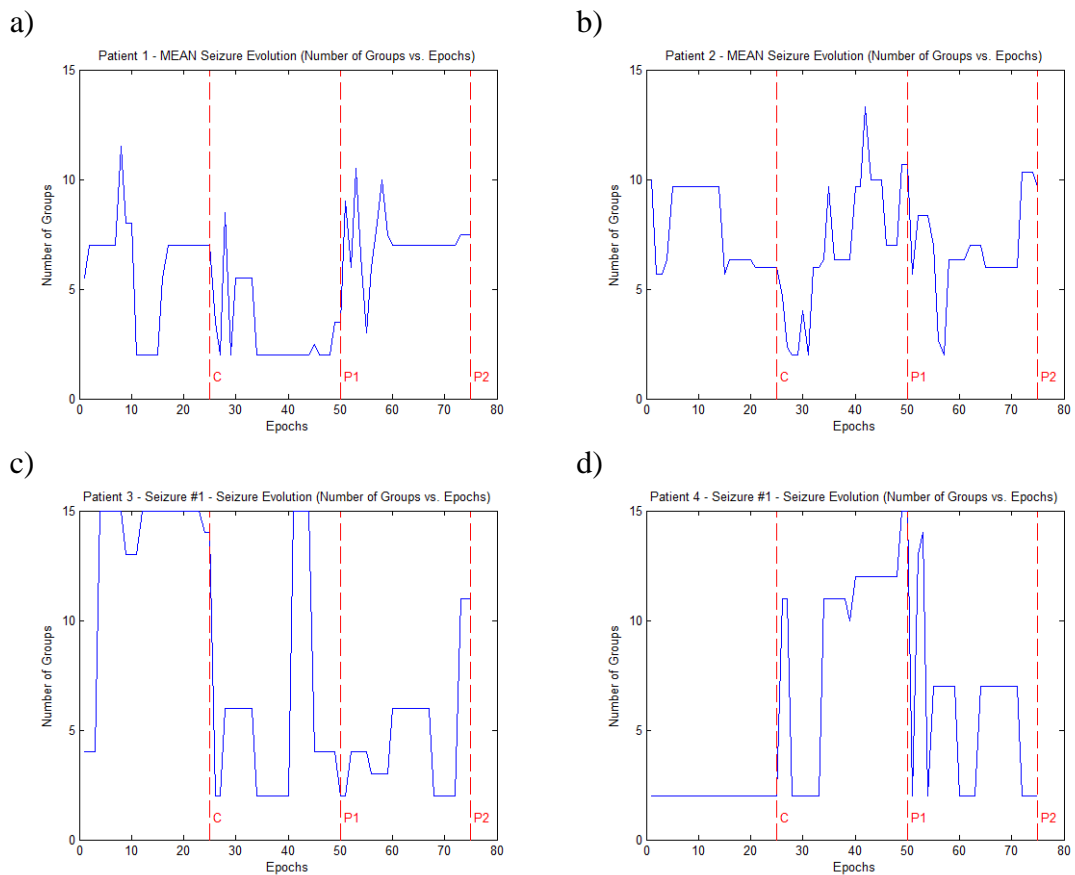 a)
Patient 1 - MEAN Seizure Evolution (Number of Groups vs. Epochs)
15
10
5
0
Number of Groups
C
P1
P2
0 10 20 30 40 50 60 70 80
Epochs
b)
Patient 2 - MEAN Seizure Evolution (Number of Groups vs. Epochs)
15
10
5
0
Number of Groups
C
P1
P2
0 10 20 30 40 50 60 70 80
Epochs
c)
Patient 3 - Seizure #1 - Seizure Evolution (Number of Groups vs. Epochs)
15
10
5
0
Number of Groups
C
P1
P2
0 10 20 30 40 50 60 70 80
Epochs
d)
Patient 4 - Seizure #1 - Seizure Evolution (Number of Groups vs. Epochs)
15
10
5
0
Number of Groups
C
P1
P2
0 10 20 30 40 50 60 70 80
Epochs